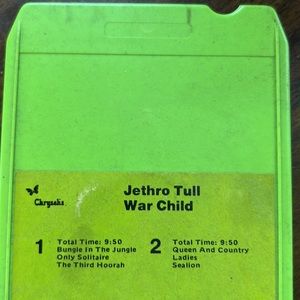 Chrysalis
Jethro Tull
War Child
1
Total Time: 9:50
Bungle In The Jungle
Only Solitaire
The Third Hoorah
2
Total Time: 9:50
Queen And Country
Ladies
Sealion